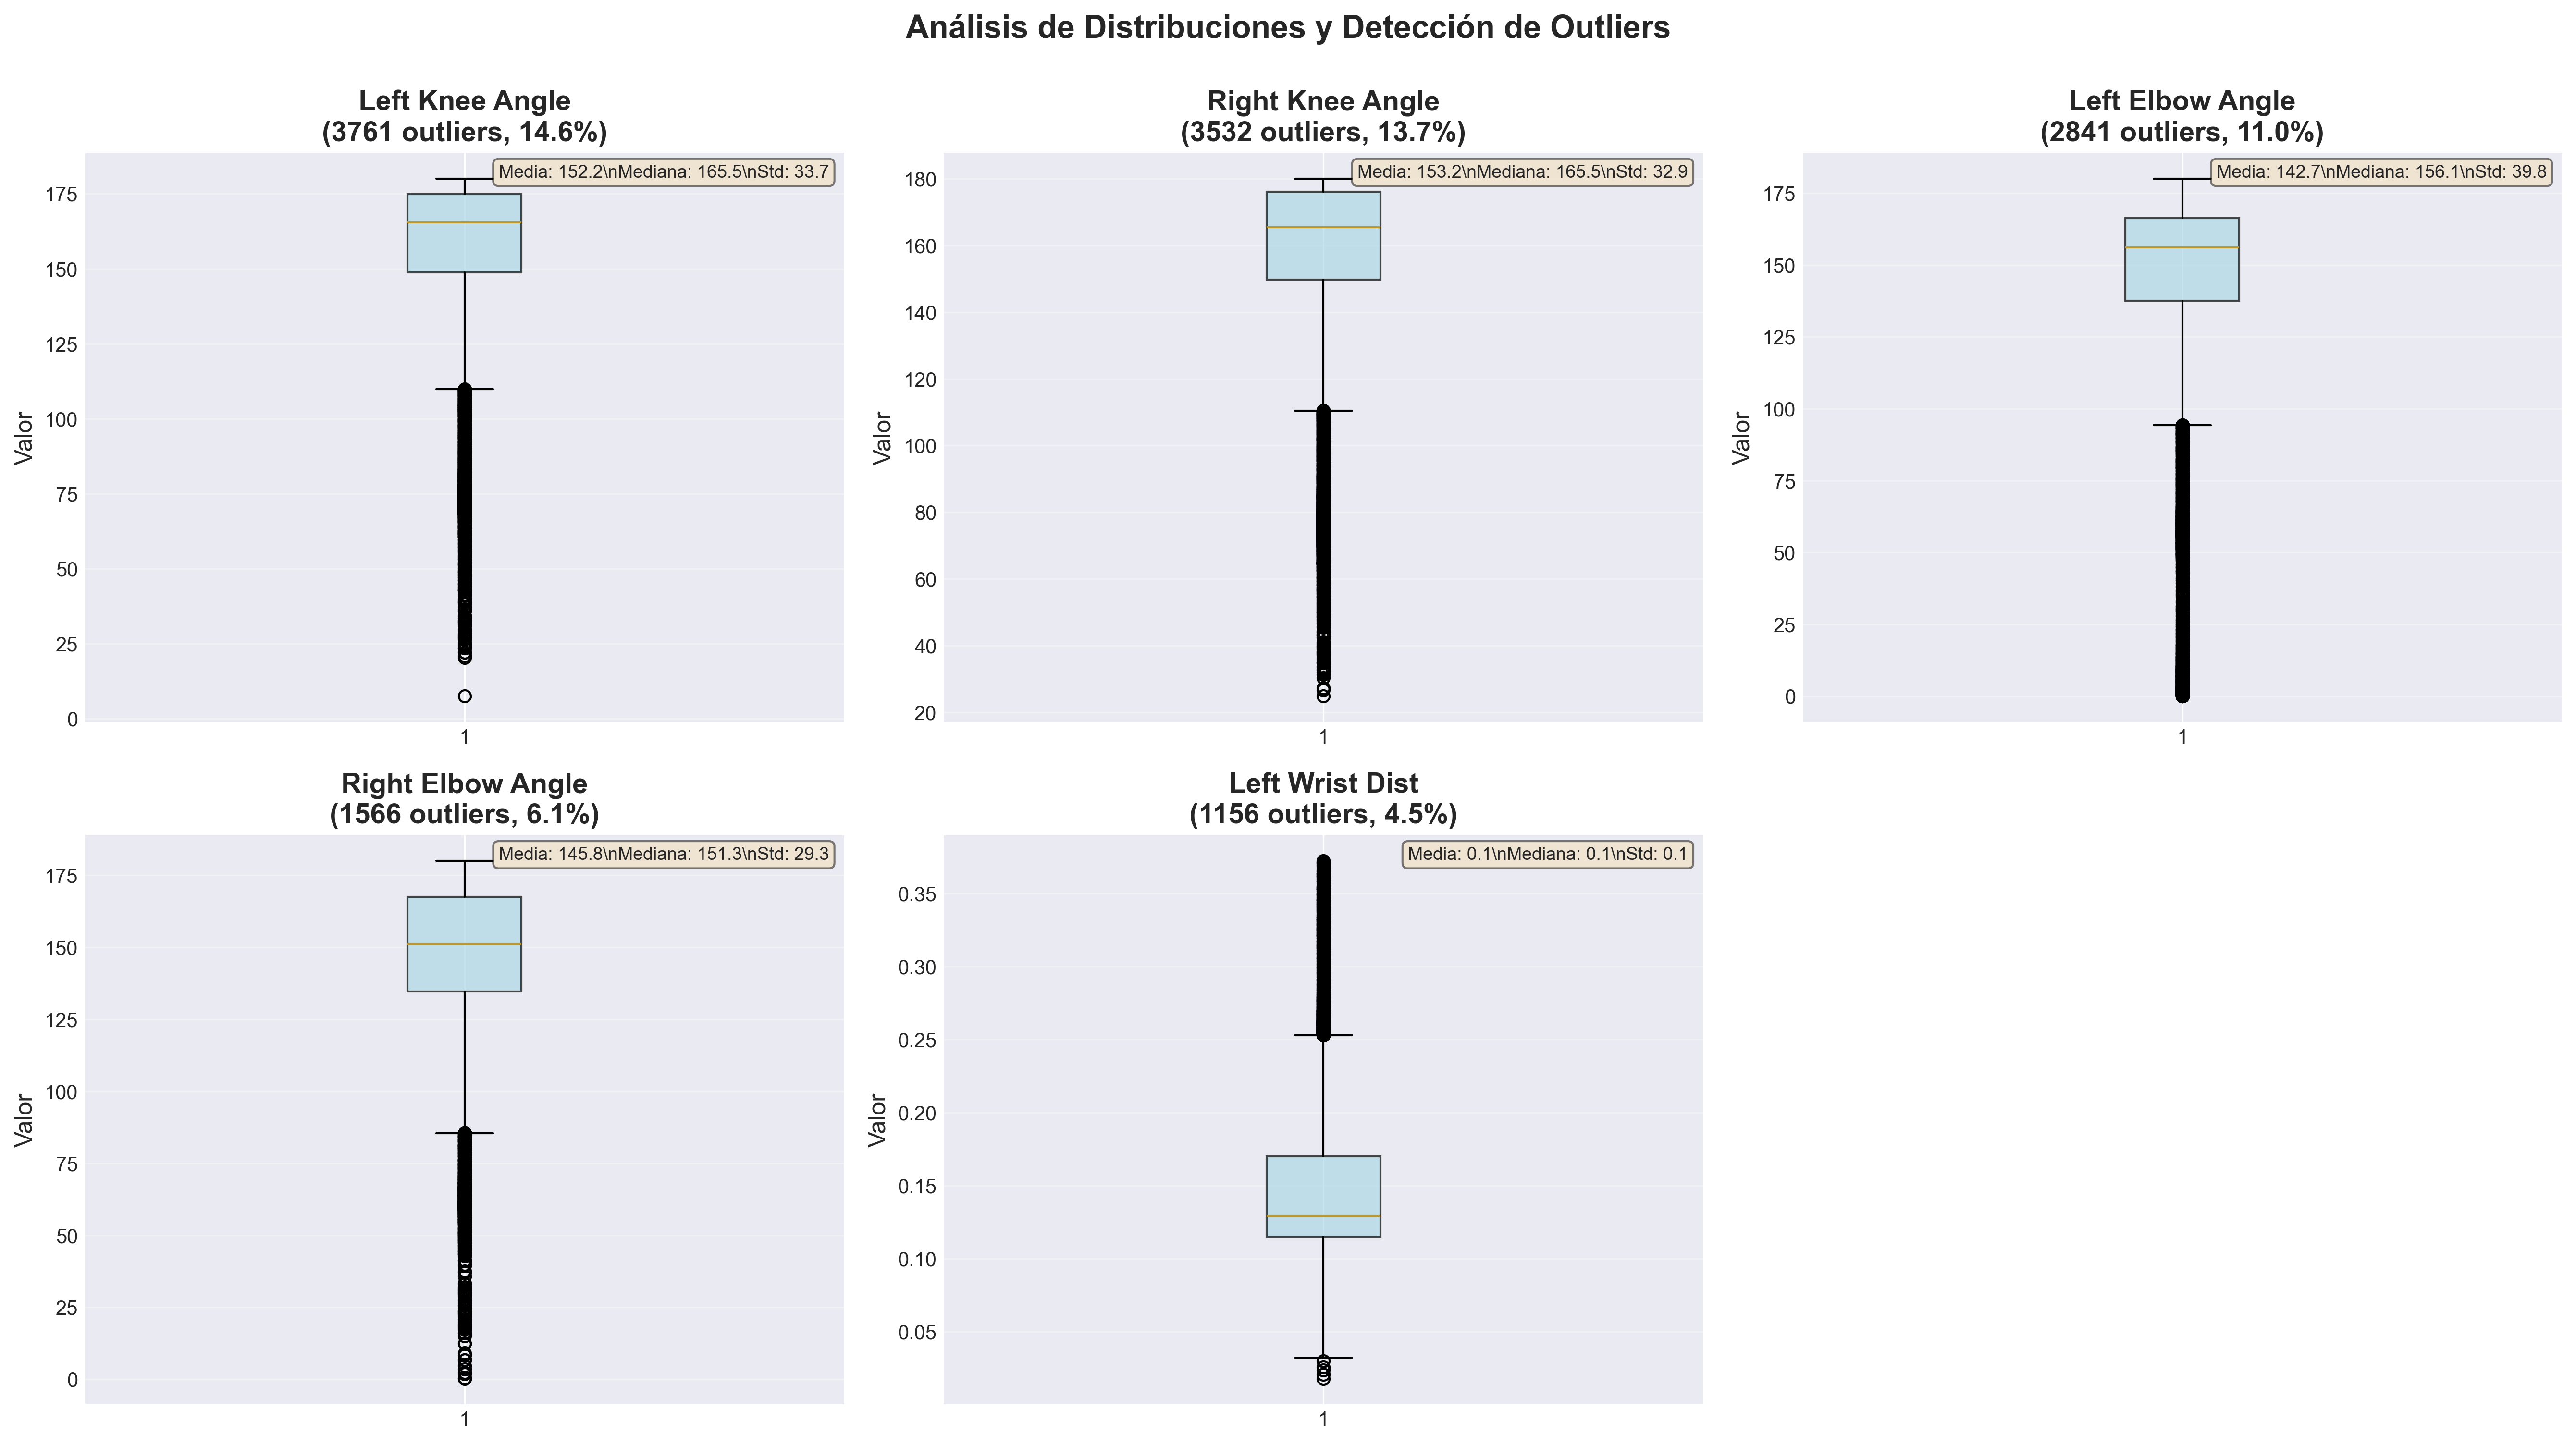 Análisis de Distribuciones y Detección de Outliers
Left Knee Angle
(3761 outliers, 14.6%)
Media: 152.2\nMediana: 165.5\nStd: 33.7
175
150
125
100
75
50
25
0
Valor
1
Right Knee Angle
(3532 outliers, 13.7%)
Media: 153.2\nMediana: 165.5\nStd: 32.9
180
160
140
120
100
80
60
40
20
Valor
1
Left Elbow Angle
(2841 outliers, 11.0%)
Media: 142.7\nMediana: 156.1\nStd: 39.8
175
150
125
100
75
50
25
0
Valor
1
Right Elbow Angle
(1566 outliers, 6.1%)
Media: 145.8\nMediana: 151.3\nStd: 29.3
175
150
125
100
75
50
25
0
Valor
1
Left Wrist Dist
(1156 outliers, 4.5%)
Media: 0.1\nMediana: 0.1\nStd: 0.1
0.35
0.30
0.25
0.20
0.15
0.10
0.05
Valor
1